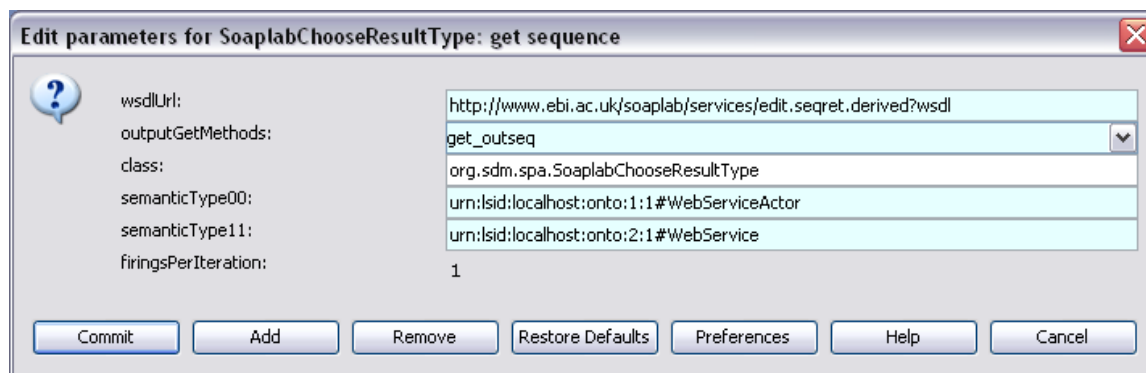 Edit parameters for SoaplabChooseResultType: get sequence
wsdlUrl: http://www.ebi.ac.uk/soaplab/services/edit.seqret.derived?wsdl
outputGetMethods: get_outseq
class: org.sdm.spa.SoaplabChooseResultType
semanticType00: urn:lsid:localhost:onto:1:1#WebServiceActor
semanticType11: urn:lsid:localhost:onto:2:1#WebService
firingsPerIteration: 1
Commit Add Remove Restore Defaults Preferences Help Cancel